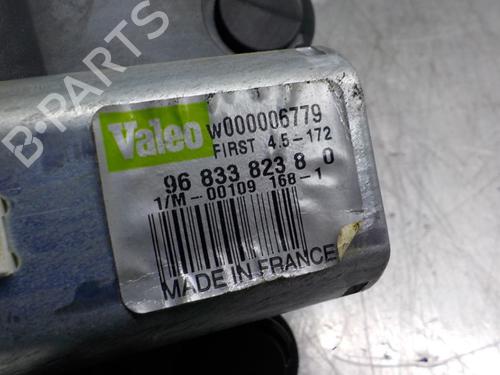 B-PARTS
Valeo W000006779
FIRST 4.5-172
96 833 823 8 0
1/M-00109 168-1
MADE IN FRANCE